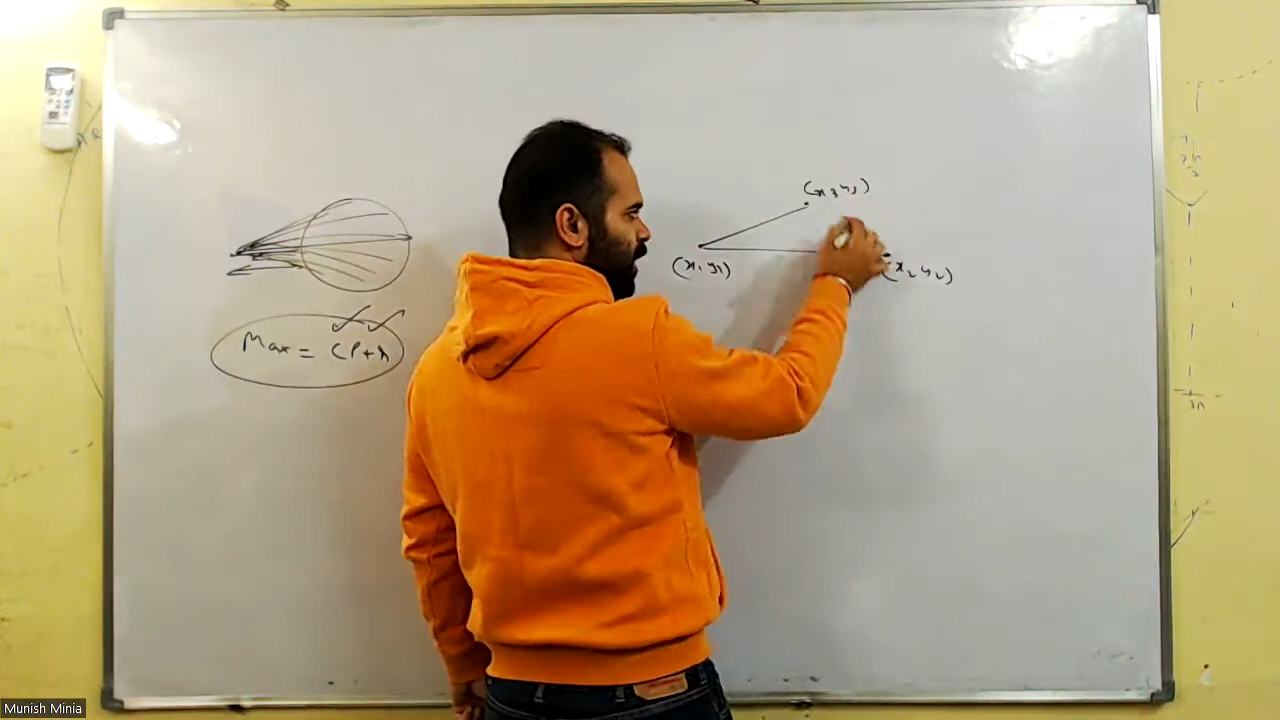 (x3 y3)
(x1 y1)
(x2 y2)
Max = CP + r
Munish Minia